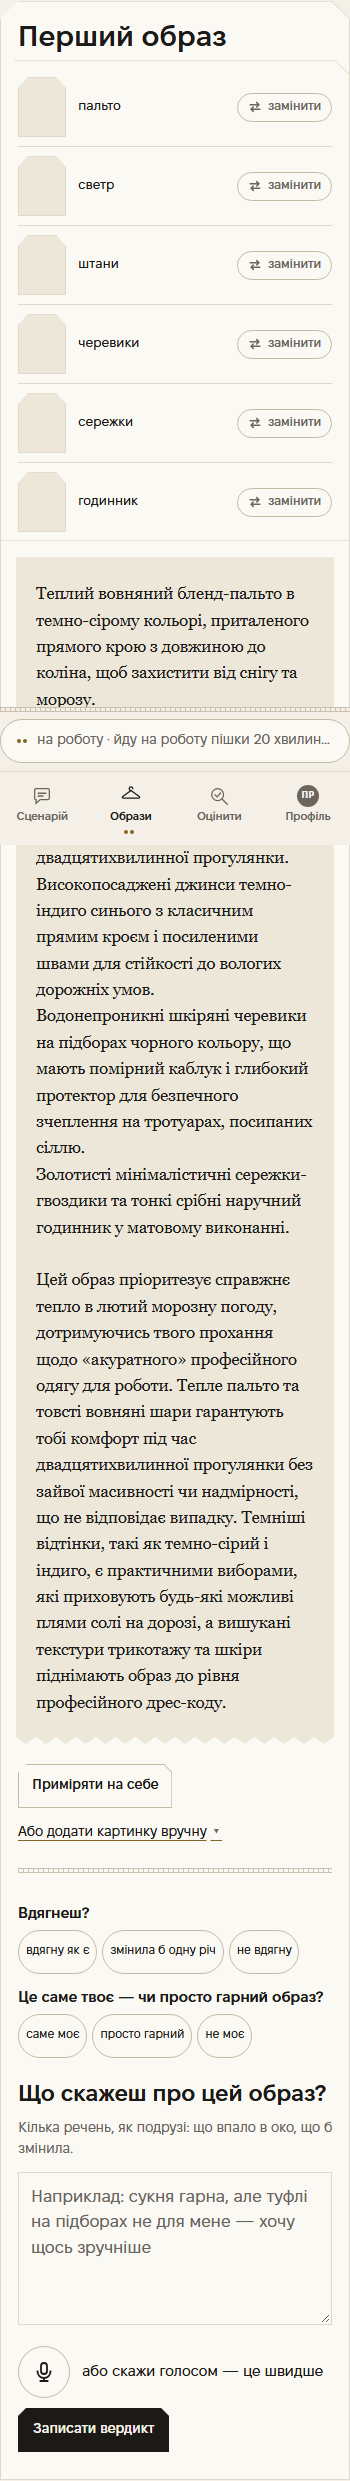 Перший образ
пальто
замінити
светр
замінити
штани
замінити
черевики
замінити
сережки
замінити
годинник
замінити
Теплий вовняний бленд-пальто в
темно-сірому кольорі, приталеного
прямого крою з довжиною до
коліна, щоб захистити від снігу та
морозу.
на роботу · йду на роботу пішки 20 хвилин...
Сценарій
Образи
Оцінити
ПР
Профіль
двадцятихвилинної прогулянки.
Високопосаджені джинси темно-
індиго синього з класичним
прямим кроєм і посиленими
швами для стійкості до вологих
дорожніх умов.
Водонепроникні шкіряні черевики
на підборах чорного кольору, що
мають помірний каблук і глибокий
протектор для безпечного
зчеплення на тротуарах, посипаних
сіллю.
Золотисті мінімалістичні сережки-
гвоздики та тонкі срібні наручний
годинник у матовому виконанні.
Цей образ пріоритезує справжнє
тепло в лютий морозну погоду,
дотримуючись твого прохання
щодо «акуратного» професійного
одягу для роботи. Тепле пальто та
товсті вовняні шари гарантують
тобі комфорт під час
двадцятихвилинної прогулянки без
зайвої масивності чи надмірності,
що не відповідає випадку. Темніші
відтінки, такі як темно-сірий і
індиго, є практичними виборами,
які приховують будь-які можливі
плями солі на дорозі, а вишукані
текстури трикотажу та шкіри
піднімають образ до рівня
професійного дрес-коду.
Приміряти на себе
Або додати картинку вручну
Вдягнеш?
вдягну як є
змінила б одну річ
не вдягну
Це саме твоє — чи просто гарний образ?
саме моє
просто гарний
не моє
Що скажеш про цей образ?
Кілька речень, як подрузі: що впало в око, що б
змінила.
Наприклад: сукня гарна, але туфлі
на підборах не для мене — хочу
щось зручніше
або скажи голосом — це швидше
Записати вердикт